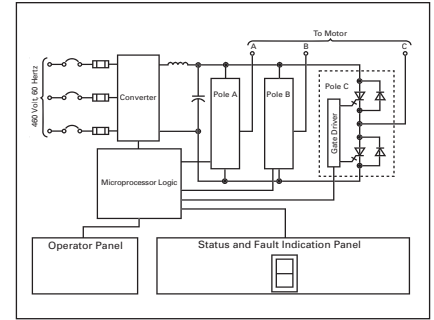 To Motor
A
B
C
460 Volt, 60 Hertz
Converter
Pole A
Pole B
Pole C
Gate Driver
Microprocessor Logic
Operator Panel
Status and Fault Indication Panel